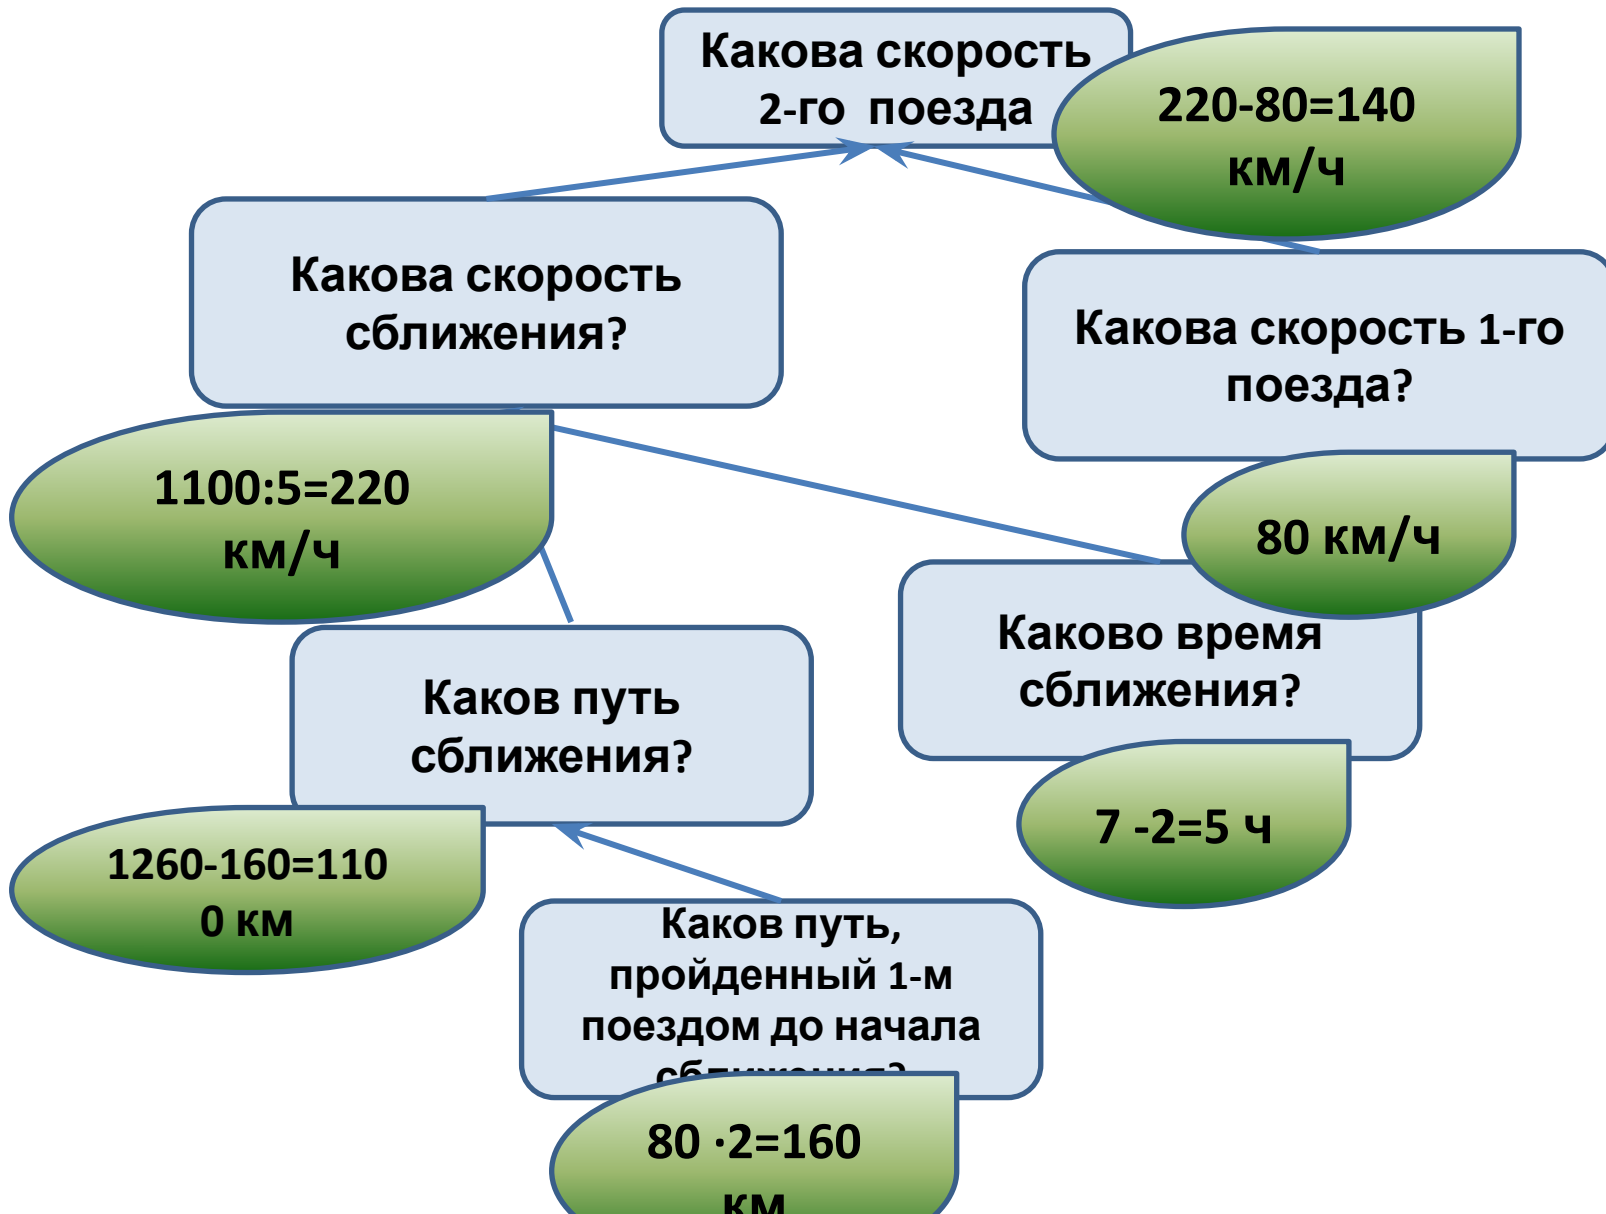 Какова скорость
2-го поезда
220-80=140
км/ч
Какова скорость
сближения?
Какова скорость 1-го
поезда?
1100:5=220
км/ч
80 км/ч
Каково время
сближения?
Каков путь
сближения?
7 -2=5 ч
1260-160=110
0 км
Каков путь,
пройденный 1-м
поездом до начала
сближения?
80 ·2=160
км